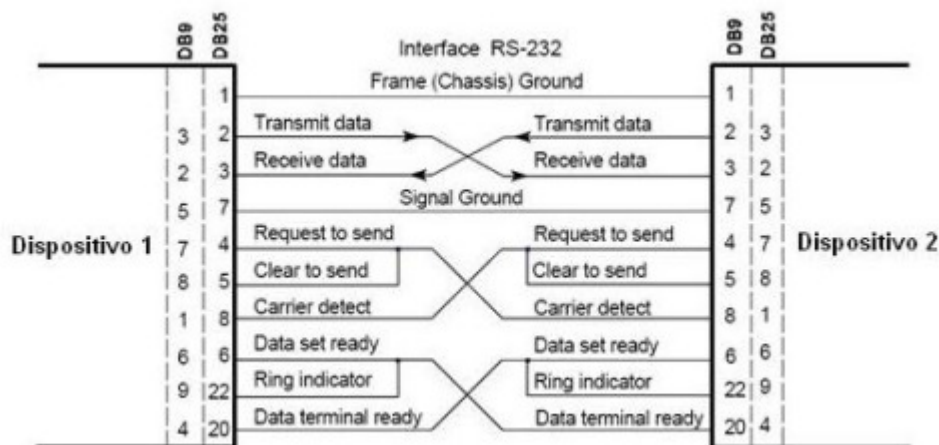 DB9 DB25 DB9 DB25
Interface RS-232
1 Frame (Chassis) Ground 1
3 2 Transmit data Transmit data 2 3
2 3 Receive data Receive data 3 2
5 7 Signal Ground 7 5
Dispositivo 1 Dispositivo 2
7 4 Request to send Request to send 4 7
8 5 Clear to send Clear to send 5 8
1 8 Carrier detect Carrier detect 8 1
6 6 Data set ready Data set ready 6 6
9 22 Ring indicator Ring indicator 22 9
4 20 Data terminal ready Data terminal ready 20 4